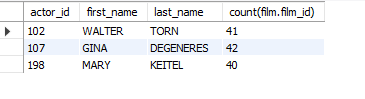 actor_id first_name last_name count(film.film_id)
102 WALTER TORN 41
107 GINA DEGENERES 42
198 MARY KEITEL 40